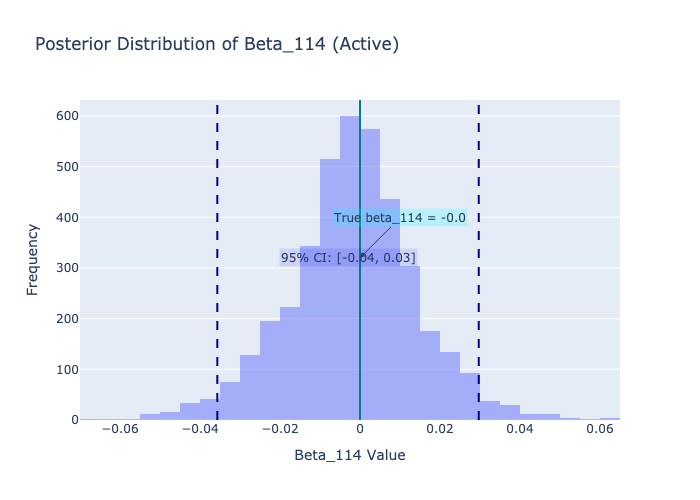 Posterior Distribution of Beta_114 (Active)
600
500
400
300
200
100
0
Frequency
True beta_114 = -0.0
95% CI: [-0.04, 0.03]
−0.06 −0.04 −0.02 0 0.02 0.04 0.06
Beta_114 Value